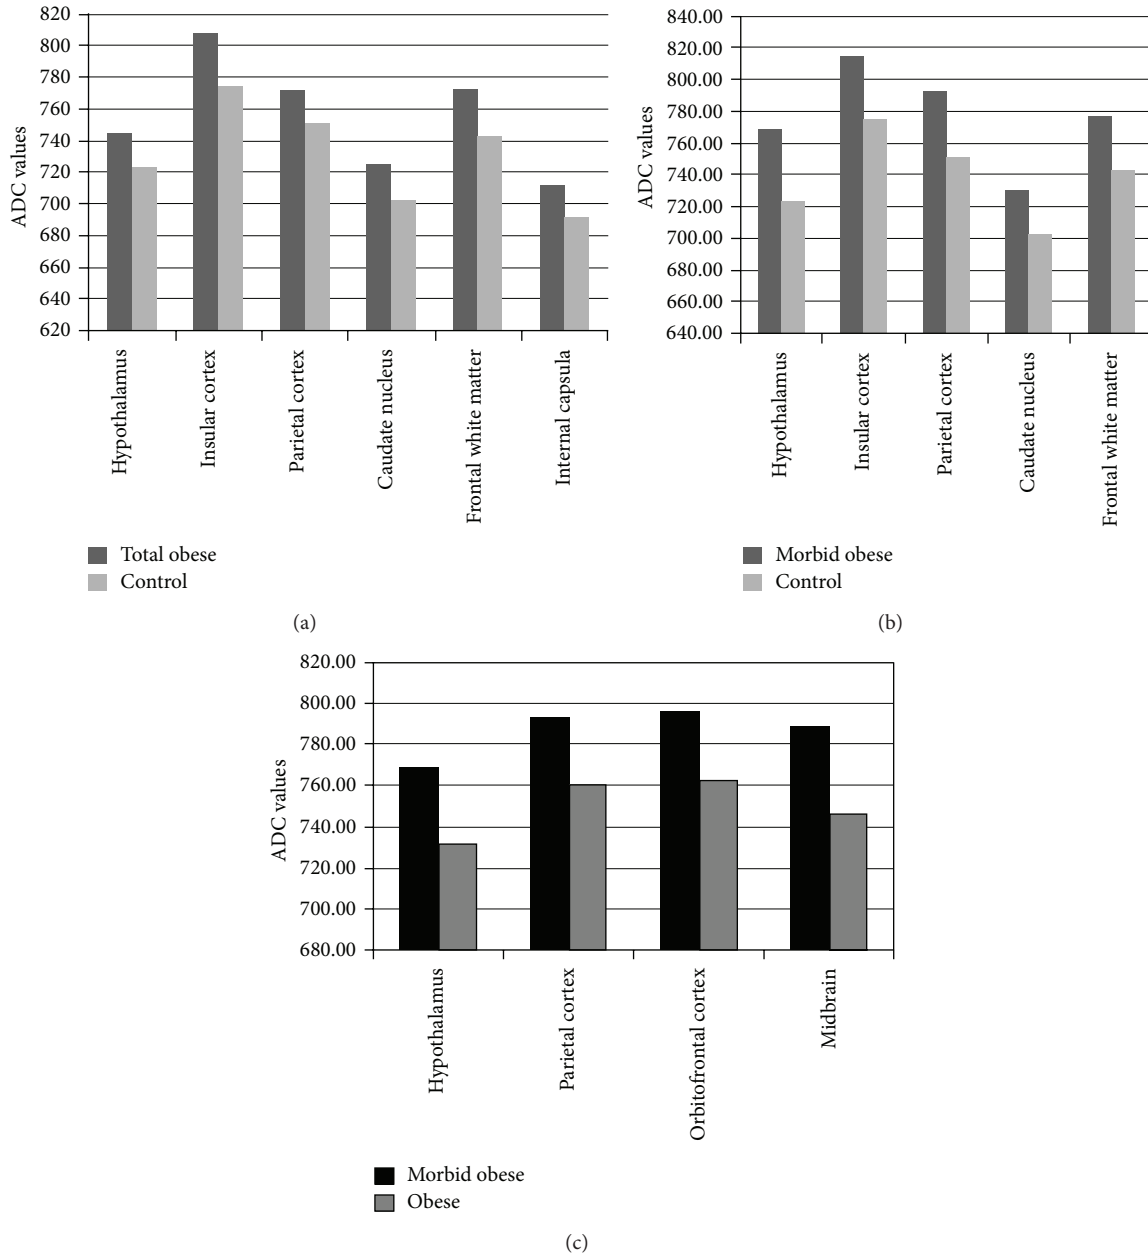 820
800
780
760
740
720
700
680
660
640
620
ADC values
Hypothalamus
Insular cortex
Parietal cortex
Caudate nucleus
Frontal white matter
Internal capsula
Total obese
Control
(a)
840.00
820.00
800.00
780.00
760.00
740.00
720.00
700.00
680.00
660.00
640.00
ADC values
Hypothalamus
Insular cortex
Parietal cortex
Caudate nucleus
Frontal white matter
Morbid obese
Control
(b)
820.00
800.00
780.00
760.00
740.00
720.00
700.00
680.00
ADC values
Hypothalamus
Parietal cortex
Orbitofrontal cortex
Midbrain
Morbid obese
Obese
(c)